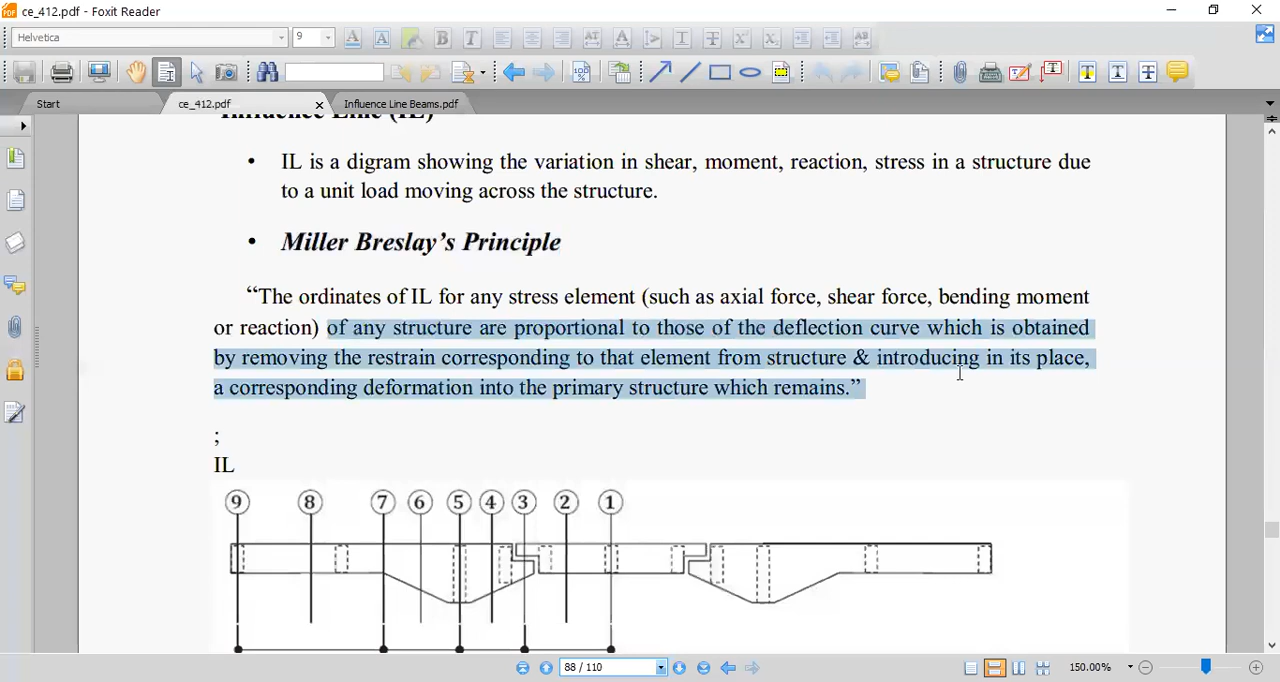 ce_412.pdf - Foxit Reader
Helvetica
9
Start
ce_412.pdf
Influence Line Beams.pdf
Influence Line (IL)
• IL is a digram showing the variation in shear, moment, reaction, stress in a structure due
to a unit load moving across the structure.
• Miller Breslay’s Principle
“The ordinates of IL for any stress element (such as axial force, shear force, bending moment
or reaction) of any structure are proportional to those of the deflection curve which is obtained
by removing the restrain corresponding to that element from structure & introducing in its place,
a corresponding deformation into the primary structure which remains.”
;
IL
9 8 7 6 5 4 3 2 1
88 / 110
150.00%